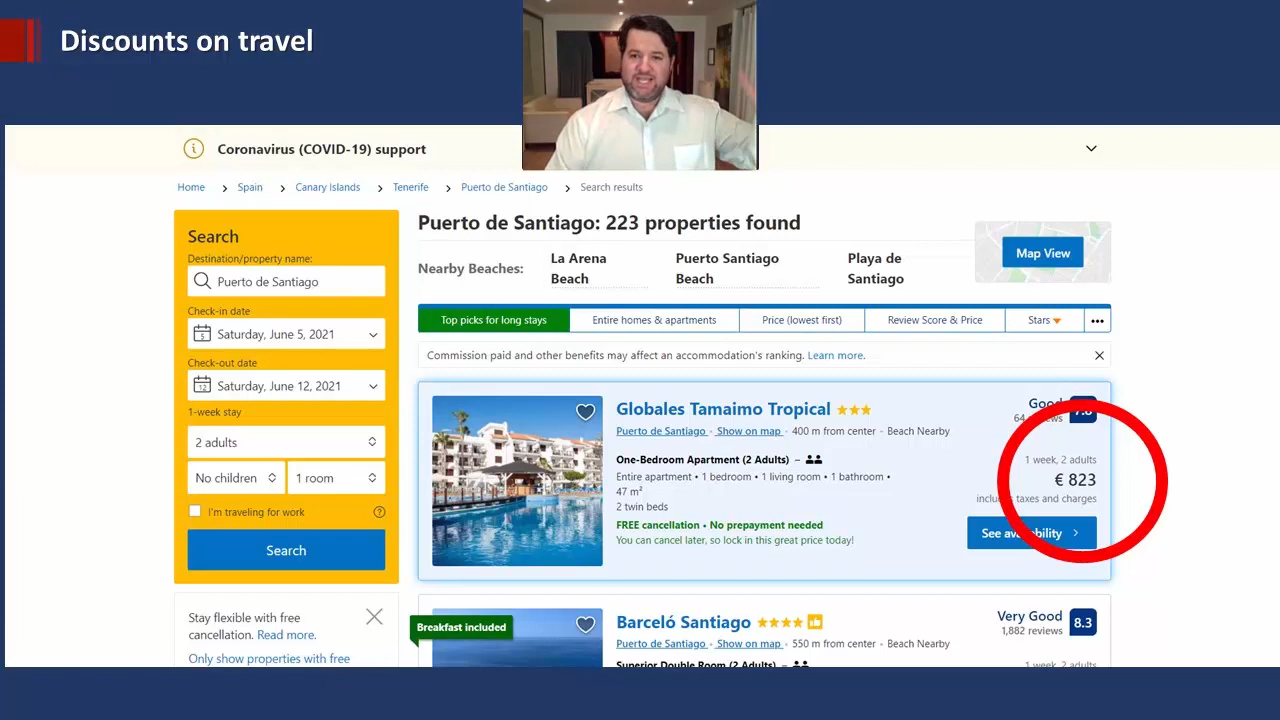 Discounts on travel
Coronavirus (COVID-19) support
Home > Spain > Canary Islands > Tenerife > Puerto de Santiago > Search results
Search
Destination/property name:
Puerto de Santiago
Check-in date
5
Saturday, June 5, 2021
Check-out date
12
Saturday, June 12, 2021
1-week stay
2 adults
No children
1 room
I'm traveling for work
Search
Stay flexible with free
cancellation. Read more.
Only show properties with free
Puerto de Santiago: 223 properties found
Map View
Nearby Beaches:
La Arena
Beach
Puerto Santiago
Beach
Playa de
Santiago
Top picks for long stays
Entire homes & apartments
Price (lowest first)
Review Score & Price
Stars
•••
Commission paid and other benefits may affect an accommodation's ranking. Learn more.
Globales Tamaimo Tropical
Puerto de Santiago · Show on map · 400 m from center · Beach Nearby
One-Bedroom Apartment (2 Adults) –
Entire apartment • 1 bedroom • 1 living room • 1 bathroom •
47 m²
2 twin beds
FREE cancellation • No prepayment needed
You can cancel later, so lock in this great price today!
Good
1 week, 2 adults
€ 823
taxes and charges
See availability
Breakfast included
Barceló Santiago
Puerto de Santiago · Show on map · 550 m from center · Beach Nearby
Superior Double Room (2 Adults) –
Very Good
1,882 reviews
8.3
1 week, 2 adults